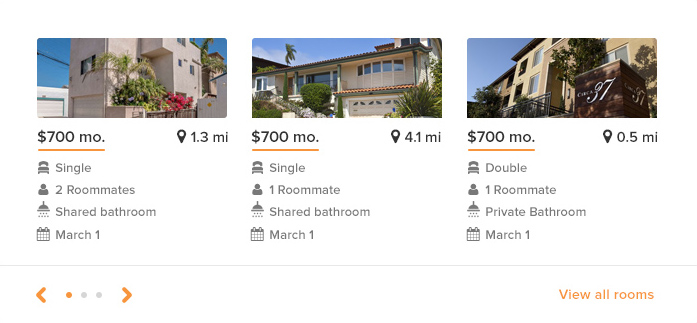 CIRCA
37
$700 mo. 1.3 mi
Single
2 Roommates
Shared bathroom
March 1
$700 mo. 4.1 mi
Single
1 Roommate
Shared bathroom
March 1
$700 mo. 0.5 mi
Double
1 Roommate
Private Bathroom
March 1
View all rooms